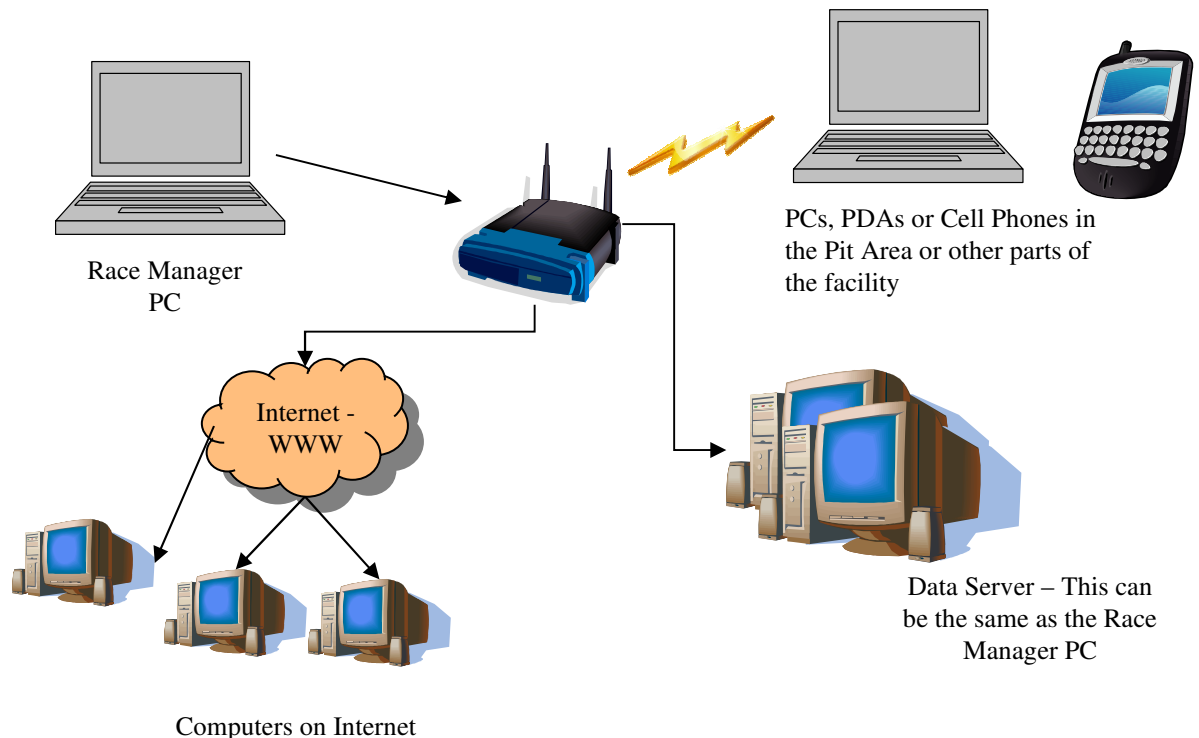 PCs, PDAs or Cell Phones in
the Pit Area or other parts of
the facility
Race Manager
PC
Internet -
WWW
Data Server – This can
be the same as the Race
Manager PC
Computers on Internet